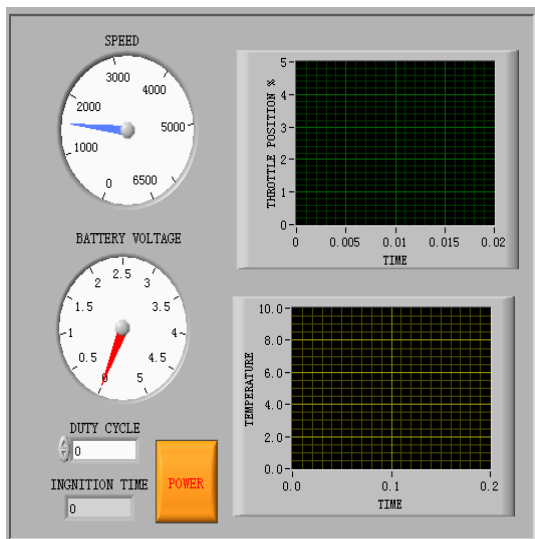 SPEED
3000
4000
2000
5000
1000
0
6500
BATTERY VOLTAGE
2.5
2
3
1.5
3.5
1
4
0.5
4.5
0
5
DUTY CYCLE
0
INGNITION TIME
0
POWER
THROTTLE POSITION %
5
4
3
2
1
0
0 0.005 0.01 0.015 0.02
TIME
TEMPERATURE
10.0
8.0
6.0
4.0
2.0
0.0
0.0 0.1 0.2
TIME